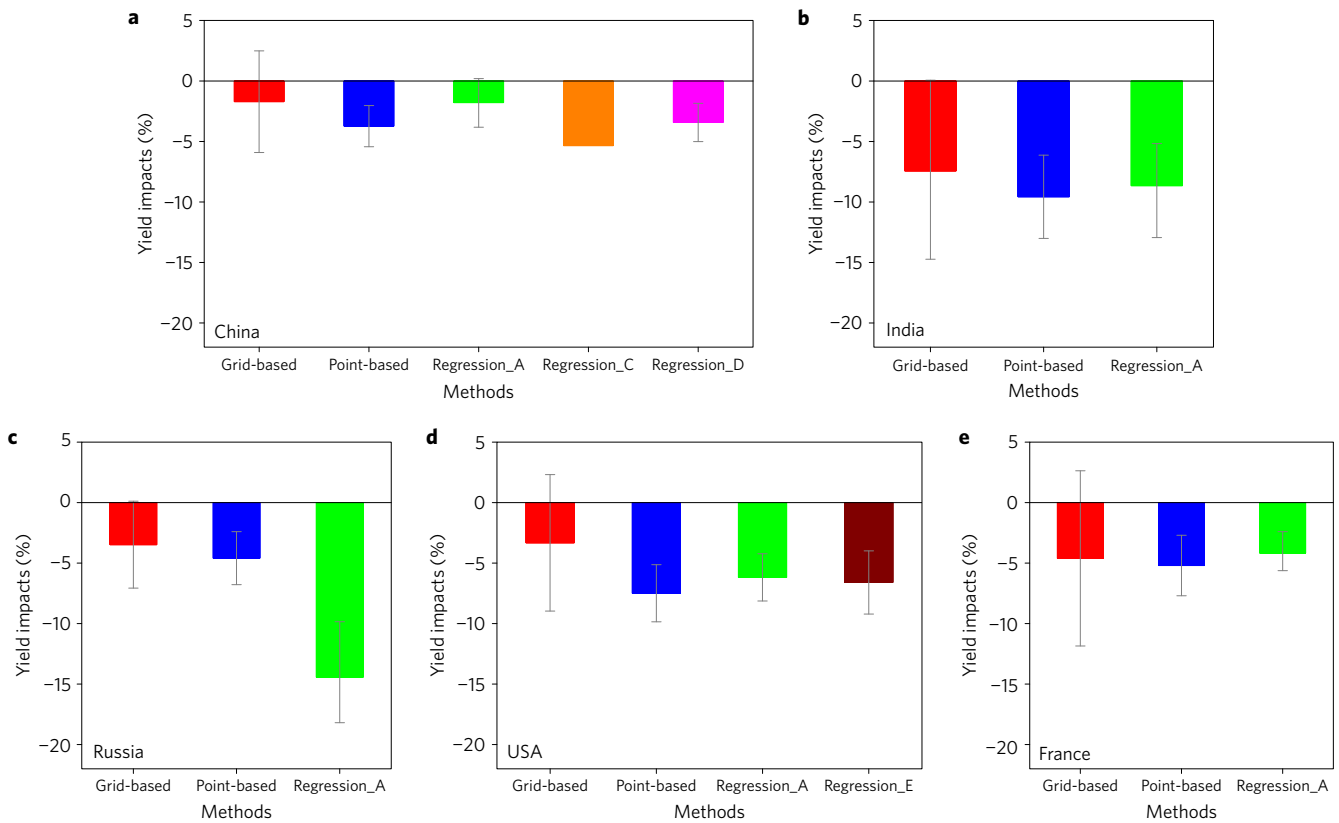 a
5
0
−5
−10
−15
−20
Yield impacts (%)
China
Grid-based Point-based Regression_A Regression_C Regression_D
Methods
b
5
0
−5
−10
−15
−20
Yield impacts (%)
India
Grid-based Point-based Regression_A
Methods
c
5
0
−5
−10
−15
−20
Yield impacts (%)
Russia
Grid-based Point-based Regression_A
Methods
d
5
0
−5
−10
−15
−20
Yield impacts (%)
USA
Grid-based Point-based Regression_A Regression_E
Methods
e
5
0
−5
−10
−15
−20
Yield impacts (%)
France
Grid-based Point-based Regression_A
Methods